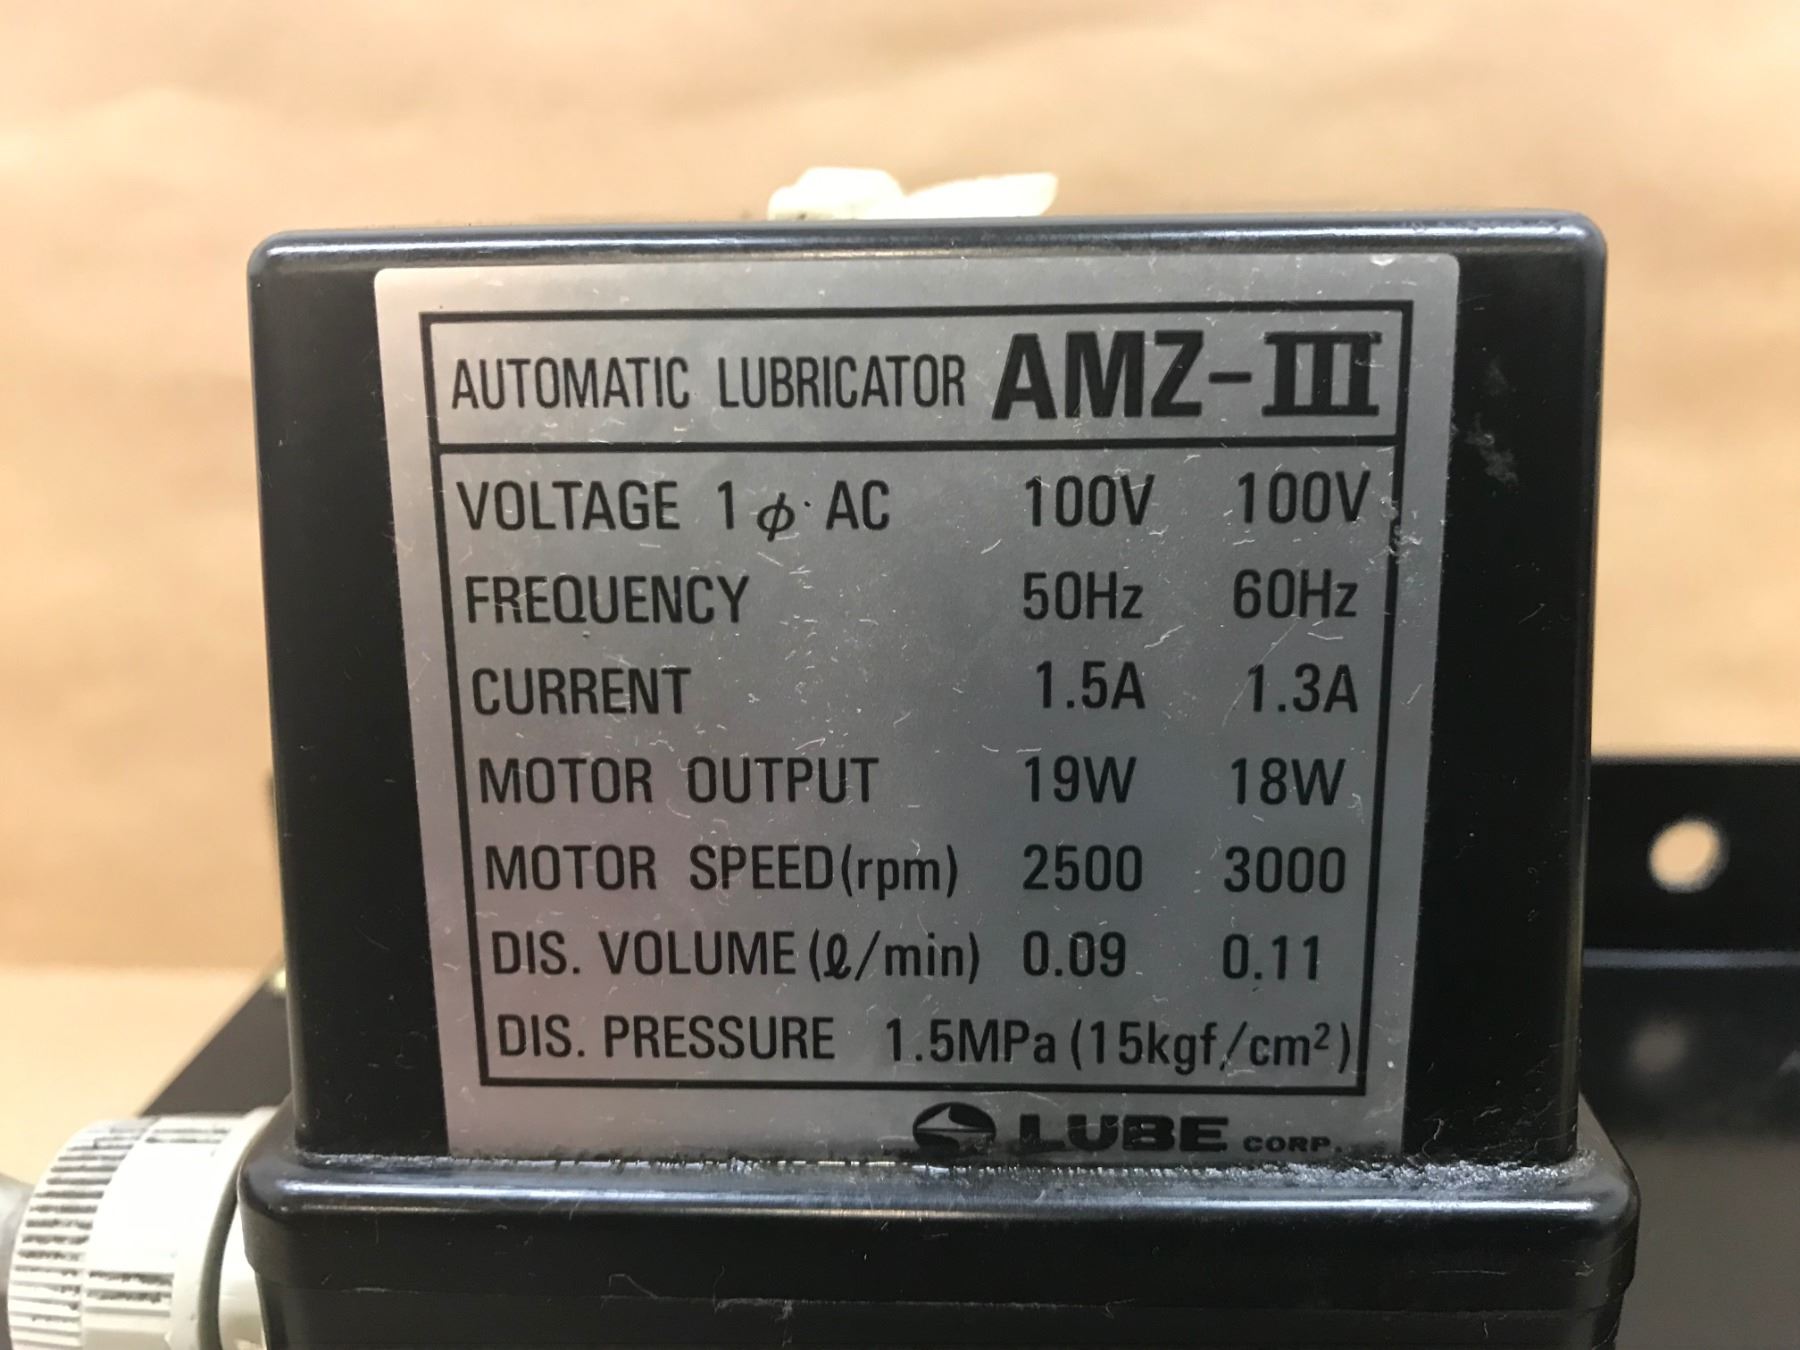 AUTOMATIC LUBRICATOR AMZ-III
VOLTAGE 1ϕ·AC 100V 100V
FREQUENCY 50Hz 60Hz
CURRENT 1.5A 1.3A
MOTOR OUTPUT 19W 18W
MOTOR SPEED(rpm) 2500 3000
DIS. VOLUME(ℓ/min) 0.09 0.11
DIS. PRESSURE 1.5MPa(15kgf/cm²)
LUBE CORP.